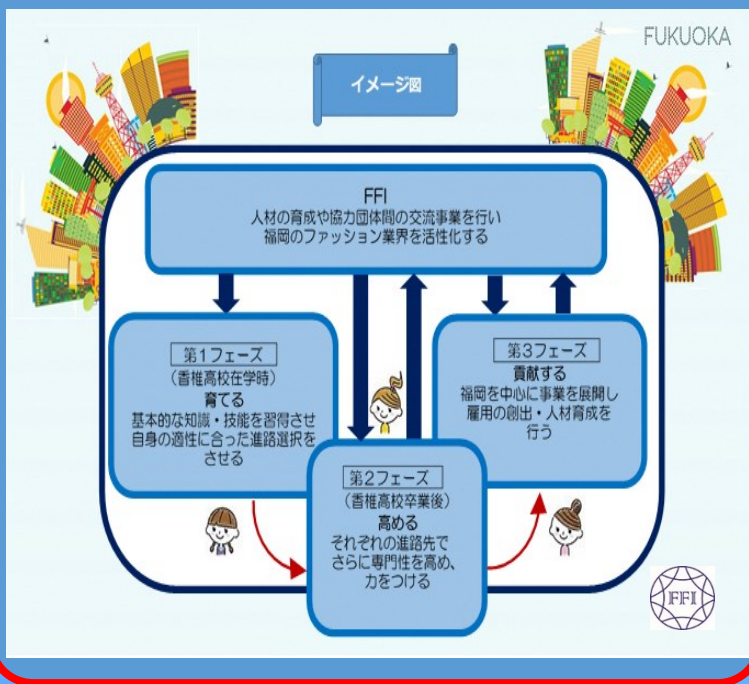 FUKUOKA
イメージ図
FFI
人材の育成や協力団体間の交流事業を行い
福岡のファッション業界を活性化する
第1フェーズ
（香椎高校在学時）
育てる
基本的な知識・技能を習得させ
自身の適性に合った進路選択を
させる
第2フェーズ
（香椎高校卒業後）
高める
それぞれの進路先で
さらに専門性を高め、
力をつける
第3フェーズ
貢献する
福岡を中心に事業を展開し
雇用の創出・人材育成を
行う
FFI